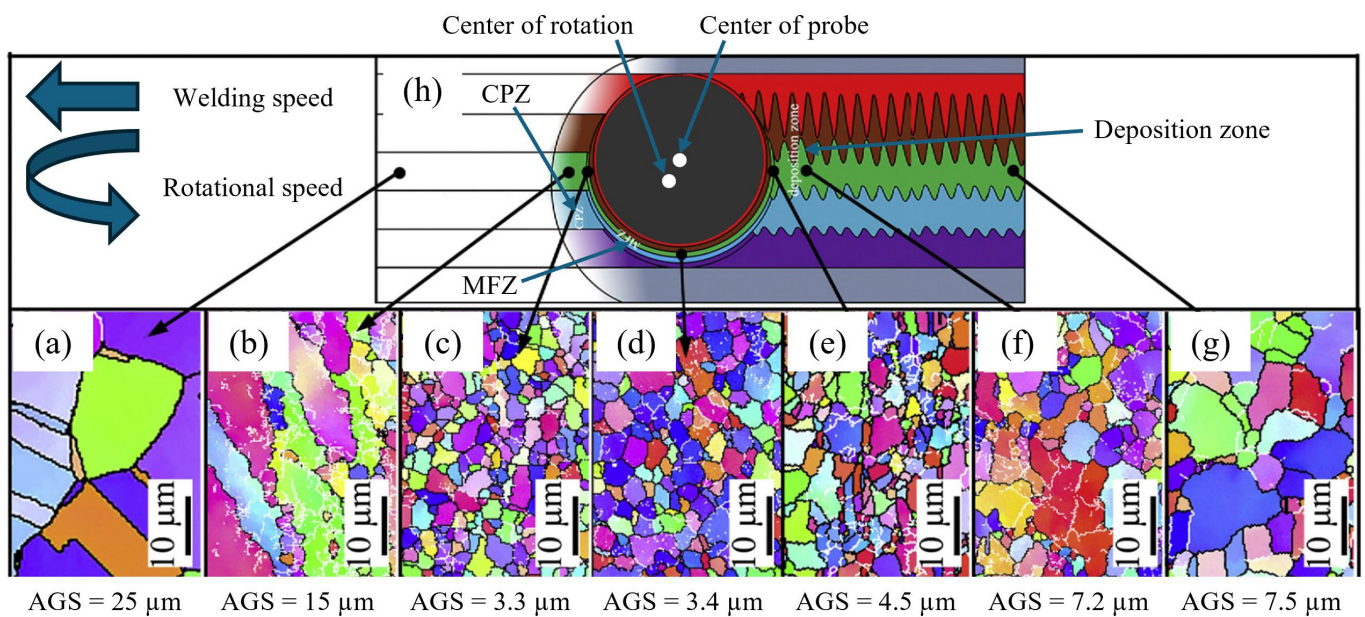 Center of rotation
Center of probe
Welding speed
Rotational speed
(h)
CPZ
deposition zone
Deposition zone
CPZ
MFZ
MFZ
(a)
(b)
(c)
(d)
(e)
(f)
(g)
10 µm
10 µm
10 µm
10 µm
10 µm
10 µm
10 µm
AGS = 25 µm
AGS = 15 µm
AGS = 3.3 µm
AGS = 3.4 µm
AGS = 4.5 µm
AGS = 7.2 µm
AGS = 7.5 µm